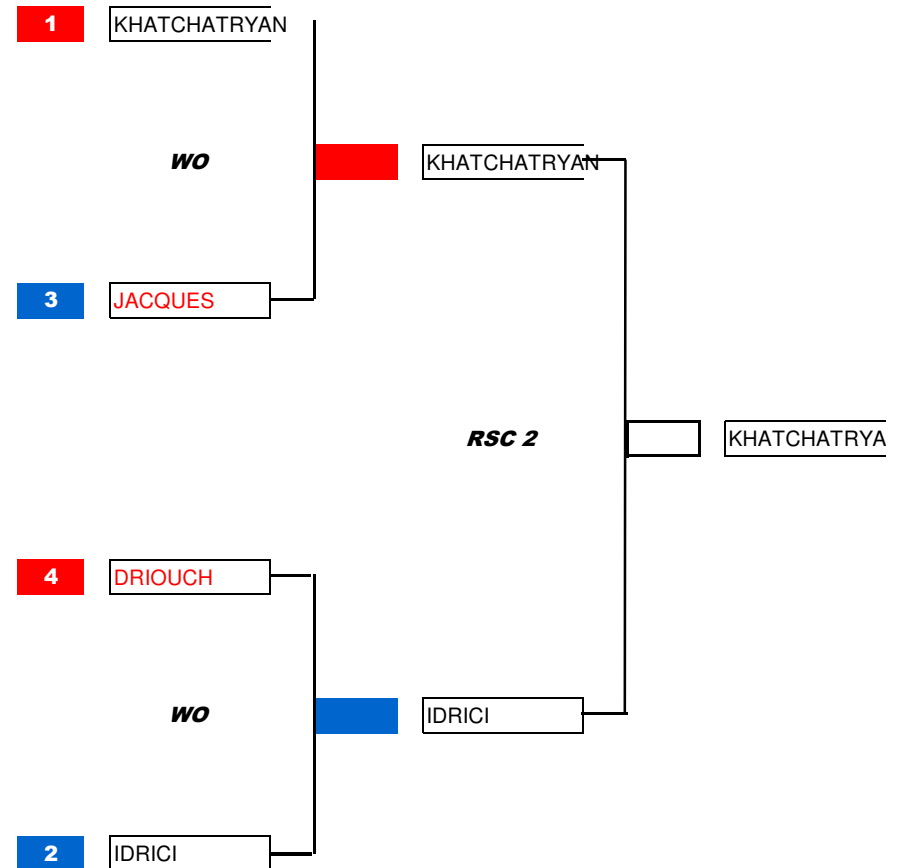 1 KHATCHATRYAN
WO KHATCHATRYAN
3 JACQUES
RSC 2 KHATCHATRYA
4 DRIOUCH
WO IDRICI
2 IDRICI